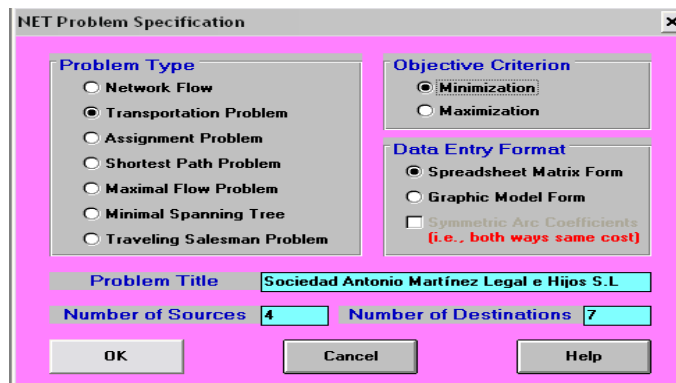 NET Problem Specification
Problem Type
Network Flow
Transportation Problem
Assignment Problem
Shortest Path Problem
Maximal Flow Problem
Minimal Spanning Tree
Traveling Salesman Problem
Objective Criterion
Minimization
Maximization
Data Entry Format
Spreadsheet Matrix Form
Graphic Model Form
Symmetric Arc Coefficients
(i.e., both ways same cost)
Problem Title Sociedad Antonio Martínez Legal e Hijos S.L
Number of Sources 4 Number of Destinations 7
OK Cancel Help